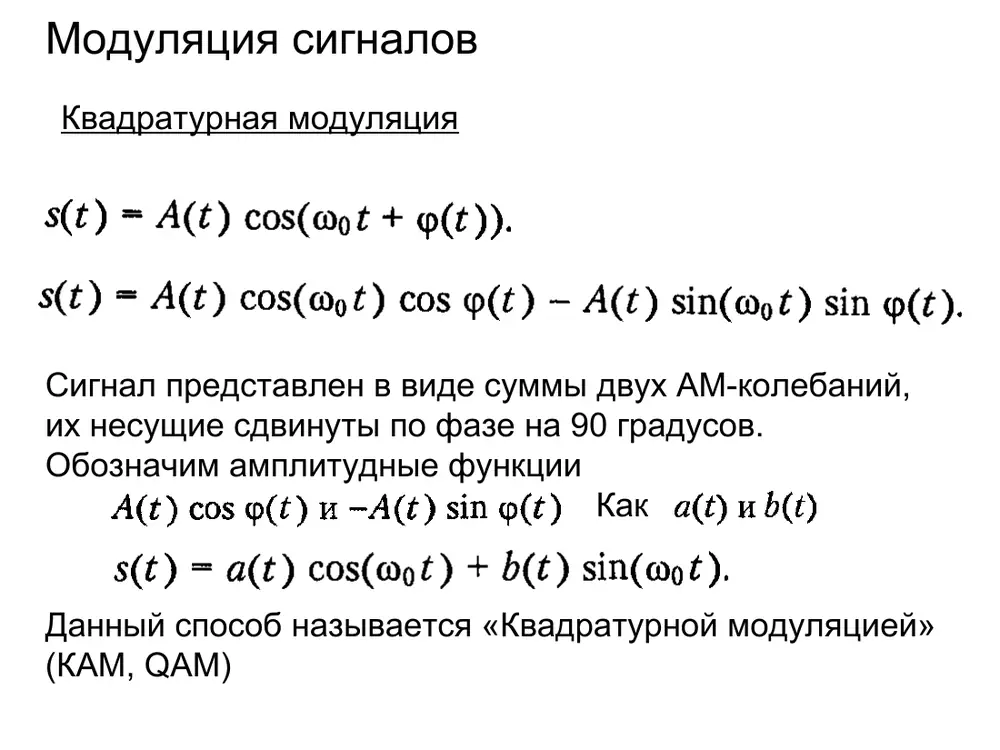 Модуляция сигналов
Квадратурная модуляция
s(t) = A(t) cos(ω₀t + φ(t)).
s(t) = A(t) cos(ω₀t) cos φ(t) – A(t) sin(ω₀t) sin φ(t).
Сигнал представлен в виде суммы двух АМ-колебаний,
их несущие сдвинуты по фазе на 90 градусов.
Обозначим амплитудные функции
A(t) cos φ(t) и –A(t) sin φ(t) Как a(t) и b(t)
s(t) = a(t) cos(ω₀t) + b(t) sin(ω₀t).
Данный способ называется «Квадратурной модуляцией»
(КАМ, QAM)